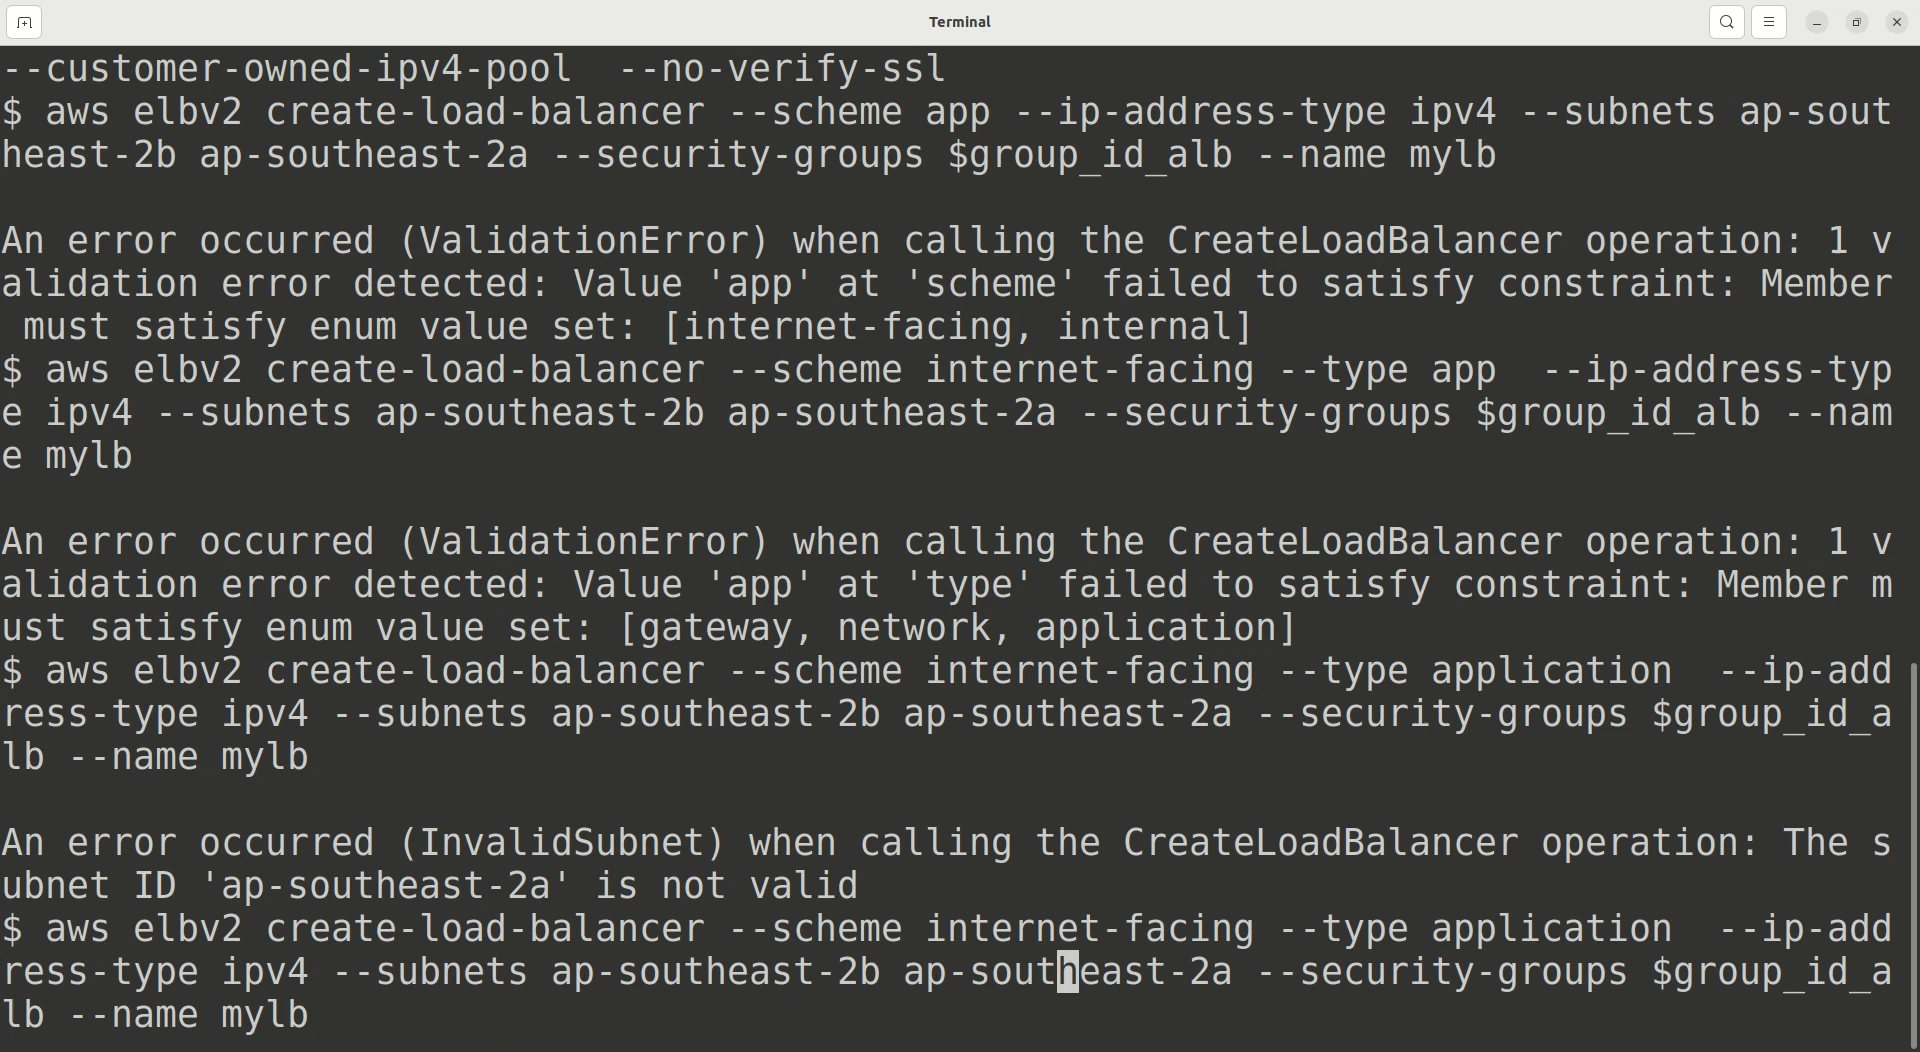 Terminal
--customer-owned-ipv4-pool  --no-verify-ssl
$ aws elbv2 create-load-balancer --scheme app --ip-address-type ipv4 --subnets ap-sout
heast-2b ap-southeast-2a --security-groups $group_id_alb --name mylb
An error occurred (ValidationError) when calling the CreateLoadBalancer operation: 1 v
alidation error detected: Value 'app' at 'scheme' failed to satisfy constraint: Member
 must satisfy enum value set: [internet-facing, internal]
$ aws elbv2 create-load-balancer --scheme internet-facing --type app  --ip-address-typ
e ipv4 --subnets ap-southeast-2b ap-southeast-2a --security-groups $group_id_alb --nam
e mylb
An error occurred (ValidationError) when calling the CreateLoadBalancer operation: 1 v
alidation error detected: Value 'app' at 'type' failed to satisfy constraint: Member m
ust satisfy enum value set: [gateway, network, application]
$ aws elbv2 create-load-balancer --scheme internet-facing --type application  --ip-add
ress-type ipv4 --subnets ap-southeast-2b ap-southeast-2a --security-groups $group_id_a
lb --name mylb
An error occurred (InvalidSubnet) when calling the CreateLoadBalancer operation: The s
ubnet ID 'ap-southeast-2a' is not valid
$ aws elbv2 create-load-balancer --scheme internet-facing --type application  --ip-add
ress-type ipv4 --subnets ap-southeast-2b ap-southeast-2a --security-groups $group_id_a
lb --name mylb